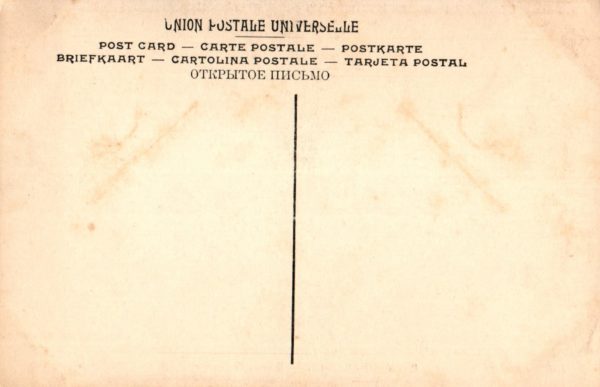 UNION POSTALE UNIVERSELLE
POST CARD — CARTE POSTALE — POSTKARTE
BRIEFKAART — CARTOLINA POSTALE — TARJETA POSTAL
ОТКРЫТОЕ ПИСЬМО